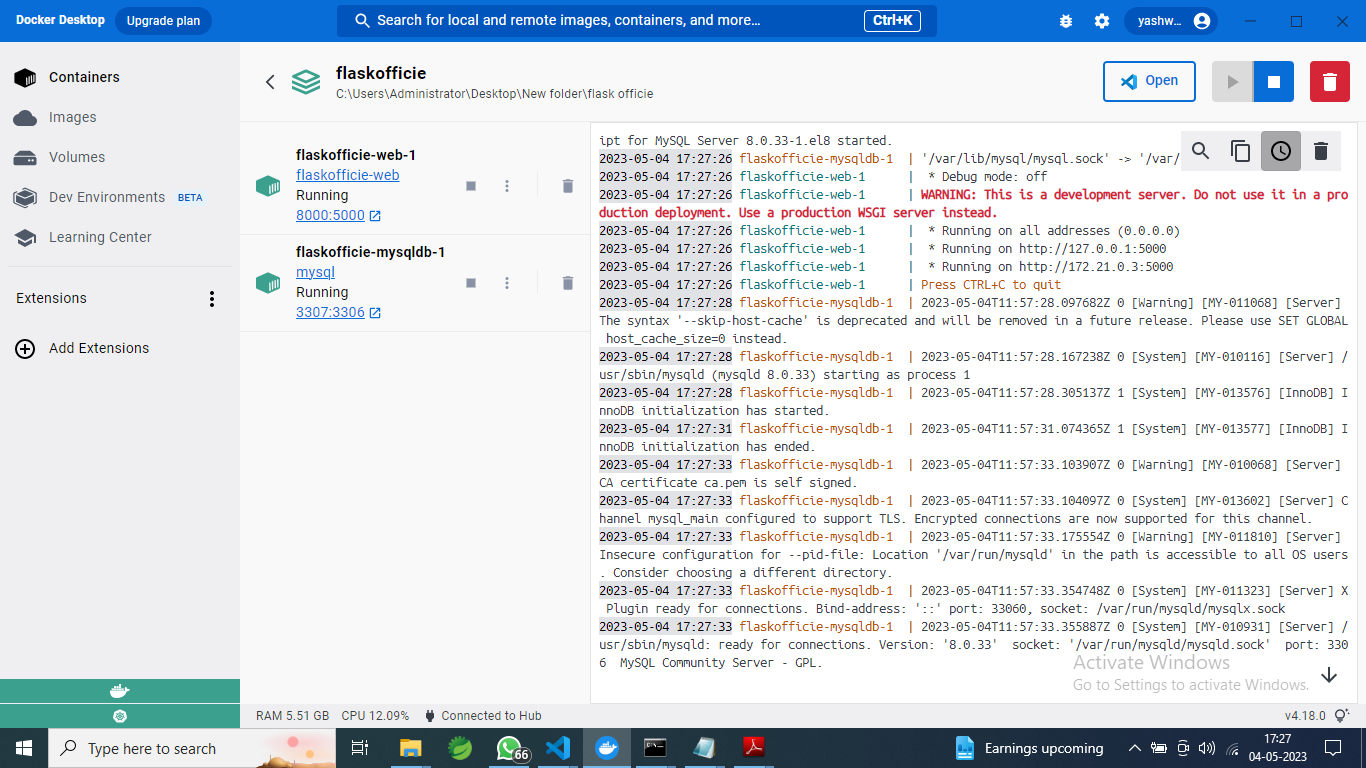 Docker Desktop
Upgrade plan
Search for local and remote images, containers, and more...
Ctrl+K
yashw...
Containers
Images
Volumes
Dev Environments BETA
Learning Center
Extensions
Add Extensions
flaskofficie
C:\Users\Administrator\Desktop\New folder\flask officie
Open
flaskofficie-web-1
flaskofficie-web
Running
8000:5000
flaskofficie-mysqldb-1
mysql
Running
3307:3306
ipt for MySQL Server 8.0.33-1.el8 started.
2023-05-04 17:27:26 flaskofficie-mysqldb-1 | '/var/lib/mysql/mysql.sock' -> '/var/
2023-05-04 17:27:26 flaskofficie-web-1 | * Debug mode: off
2023-05-04 17:27:26 flaskofficie-web-1 | WARNING: This is a development server. Do not use it in a pro
duction deployment. Use a production WSGI server instead.
2023-05-04 17:27:26 flaskofficie-web-1 | * Running on all addresses (0.0.0.0)
2023-05-04 17:27:26 flaskofficie-web-1 | * Running on http://127.0.0.1:5000
2023-05-04 17:27:26 flaskofficie-web-1 | * Running on http://172.21.0.3:5000
2023-05-04 17:27:26 flaskofficie-web-1 | Press CTRL+C to quit
2023-05-04 17:27:28 flaskofficie-mysqldb-1 | 2023-05-04T11:57:28.097682Z 0 [Warning] [MY-011068] [Server]
The syntax '--skip-host-cache' is deprecated and will be removed in a future release. Please use SET GLOBAL
host_cache_size=0 instead.
2023-05-04 17:27:28 flaskofficie-mysqldb-1 | 2023-05-04T11:57:28.167238Z 0 [System] [MY-010116] [Server] /
usr/sbin/mysqld (mysqld 8.0.33) starting as process 1
2023-05-04 17:27:28 flaskofficie-mysqldb-1 | 2023-05-04T11:57:28.305137Z 1 [System] [MY-013576] [InnoDB] I
nnoDB initialization has started.
2023-05-04 17:27:31 flaskofficie-mysqldb-1 | 2023-05-04T11:57:31.074365Z 1 [System] [MY-013577] [InnoDB] I
nnoDB initialization has ended.
2023-05-04 17:27:33 flaskofficie-mysqldb-1 | 2023-05-04T11:57:33.103907Z 0 [Warning] [MY-010068] [Server]
CA certificate ca.pem is self signed.
2023-05-04 17:27:33 flaskofficie-mysqldb-1 | 2023-05-04T11:57:33.104097Z 0 [System] [MY-013602] [Server] C
hannel mysql_main configured to support TLS. Encrypted connections are now supported for this channel.
2023-05-04 17:27:33 flaskofficie-mysqldb-1 | 2023-05-04T11:57:33.175554Z 0 [Warning] [MY-011810] [Server]
Insecure configuration for --pid-file: Location '/var/run/mysqld' in the path is accessible to all OS users
. Consider choosing a different directory.
2023-05-04 17:27:33 flaskofficie-mysqldb-1 | 2023-05-04T11:57:33.354748Z 0 [System] [MY-011323] [Server] X
Plugin ready for connections. Bind-address: '::' port: 33060, socket: /var/run/mysqld/mysqlx.sock
2023-05-04 17:27:33 flaskofficie-mysqldb-1 | 2023-05-04T11:57:33.355887Z 0 [System] [MY-010931] [Server] /
usr/sbin/mysqld: ready for connections. Version: '8.0.33' socket: '/var/run/mysqld/mysqld.sock' port: 330
6 MySQL Community Server - GPL.
Activate Windows
Go to Settings to activate Windows.
RAM 5.51 GB CPU 12.09% Connected to Hub
v4.18.0
Type here to search
66
Earnings upcoming
17:27
04-05-2023